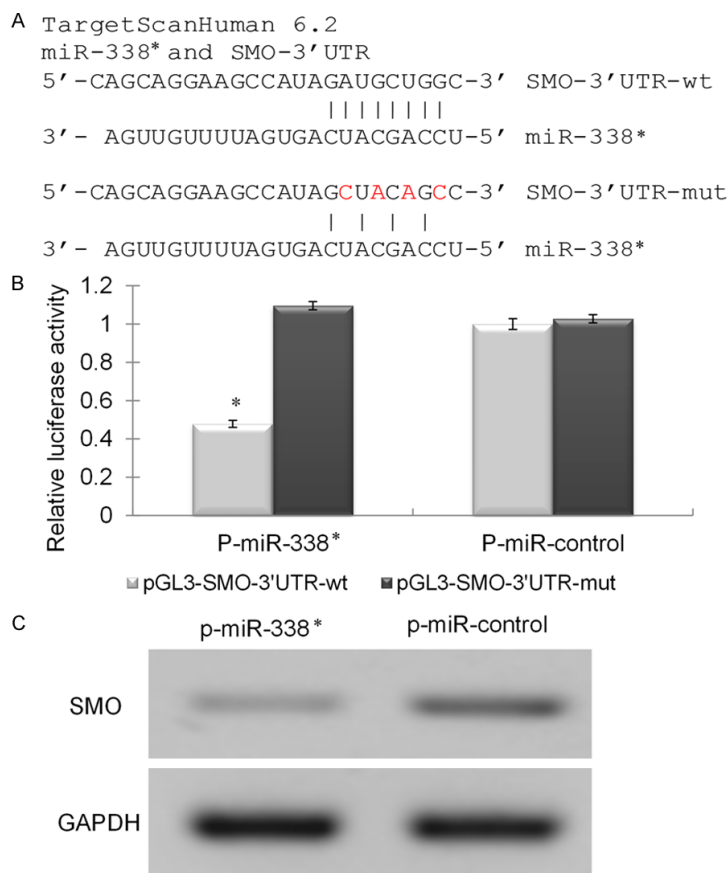 A
TargetScanHuman 6.2
miR-338* and SMO-3'UTR
5'-CAGCAGGAAGCCAUAGAUGCUGGC-3' SMO-3'UTR-wt
3'- AGUUGUUUUAGUGACUACGACCU-5' miR-338*
5'-CAGCAGGAAGCCAUAGCUACAGCC-3' SMO-3'UTR-mut
3'- AGUUGUUUUAGUGACUACGACCU-5' miR-338*
B
Relative luciferase activity
1.2
1
0.8
0.6
0.4
0.2
0
*
P-miR-338*
P-miR-control
pGL3-SMO-3'UTR-wt
pGL3-SMO-3'UTR-mut
C
p-miR-338*
p-miR-control
SMO
GAPDH